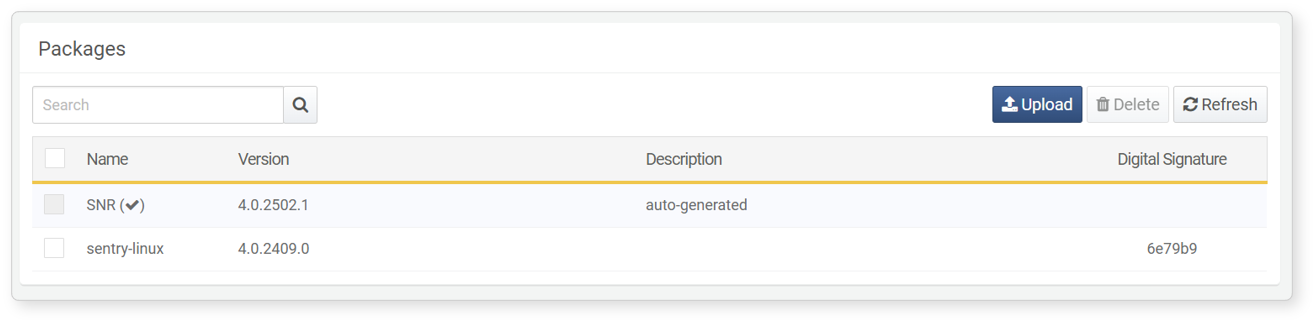 Packages
Search Upload Delete Refresh
Name Version Description Digital Signature
SNR (✔) 4.0.2502.1 auto-generated
sentry-linux 4.0.2409.0 6e79b9